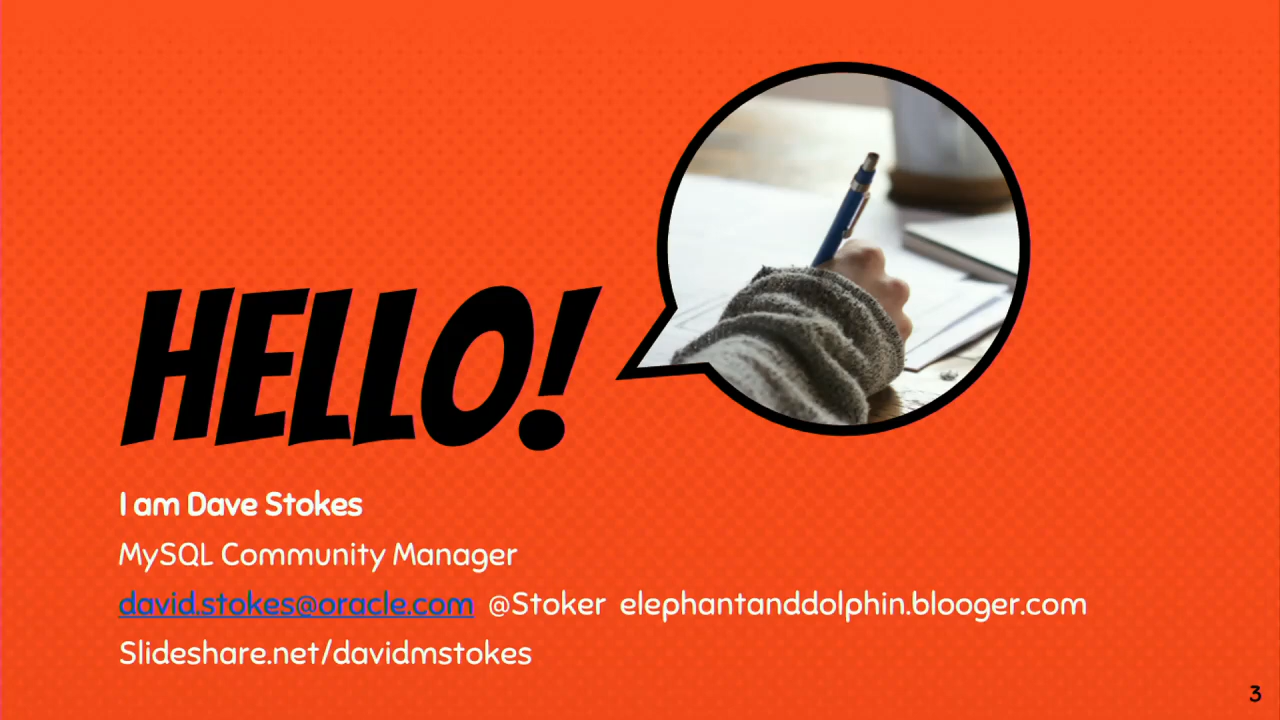 HELLO!
I am Dave Stokes
MySQL Community Manager
david.stokes@oracle.com @Stoker elephantanddolphin.blooger.com
Slideshare.net/davidmstokes
3